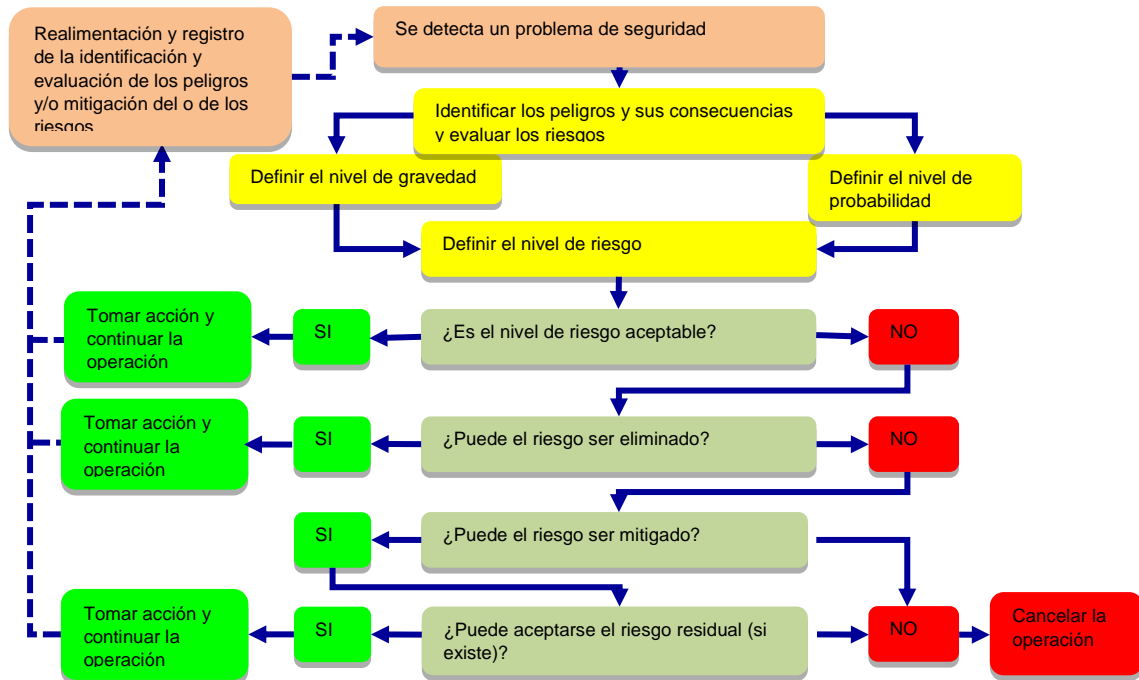 Realimentación y registro
de la identificación y
evaluación de los peligros
y/o mitigación del o de los
riesgos
Se detecta un problema de seguridad
Identificar los peligros y sus consecuencias
y evaluar los riesgos
Definir el nivel de gravedad
Definir el nivel de
probabilidad
Definir el nivel de riesgo
Tomar acción y
continuar la
operación
SI
¿Es el nivel de riesgo aceptable?
NO
Tomar acción y
continuar la
operación
SI
¿Puede el riesgo ser eliminado?
NO
SI
¿Puede el riesgo ser mitigado?
Tomar acción y
continuar la
operación
SI
¿Puede aceptarse el riesgo residual (si
existe)?
NO
Cancelar la
operación